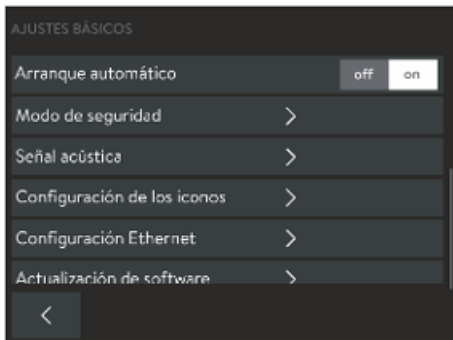 AJUSTES BÁSICOS
Arranque automático off on
Modo de seguridad
Señal acústica
Configuración de los iconos
Configuración Ethernet
Actualización de software